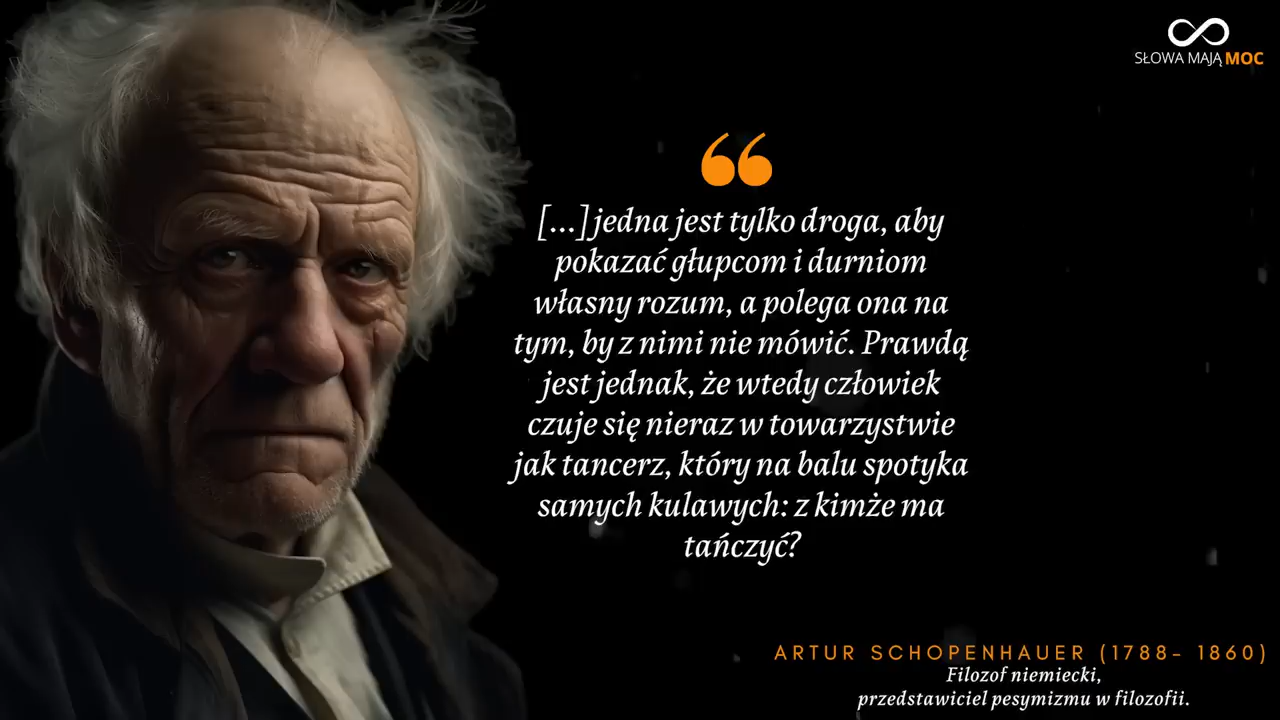 SŁOWA MAJĄ MOC
[...] jedna jest tylko droga, aby
pokazać głupcom i durniom
własny rozum, a polega ona na
tym, by z nimi nie mówić. Prawdą
jest jednak, że wtedy człowiek
czuje się nieraz w towarzystwie
jak tancerz, który na balu spotyka
samych kulawych: z kimże ma
tańczyć?
ARTUR SCHOPENHAUER (1788- 1860)
Filozof niemiecki,
przedstawiciel pesymizmu w filozofii.